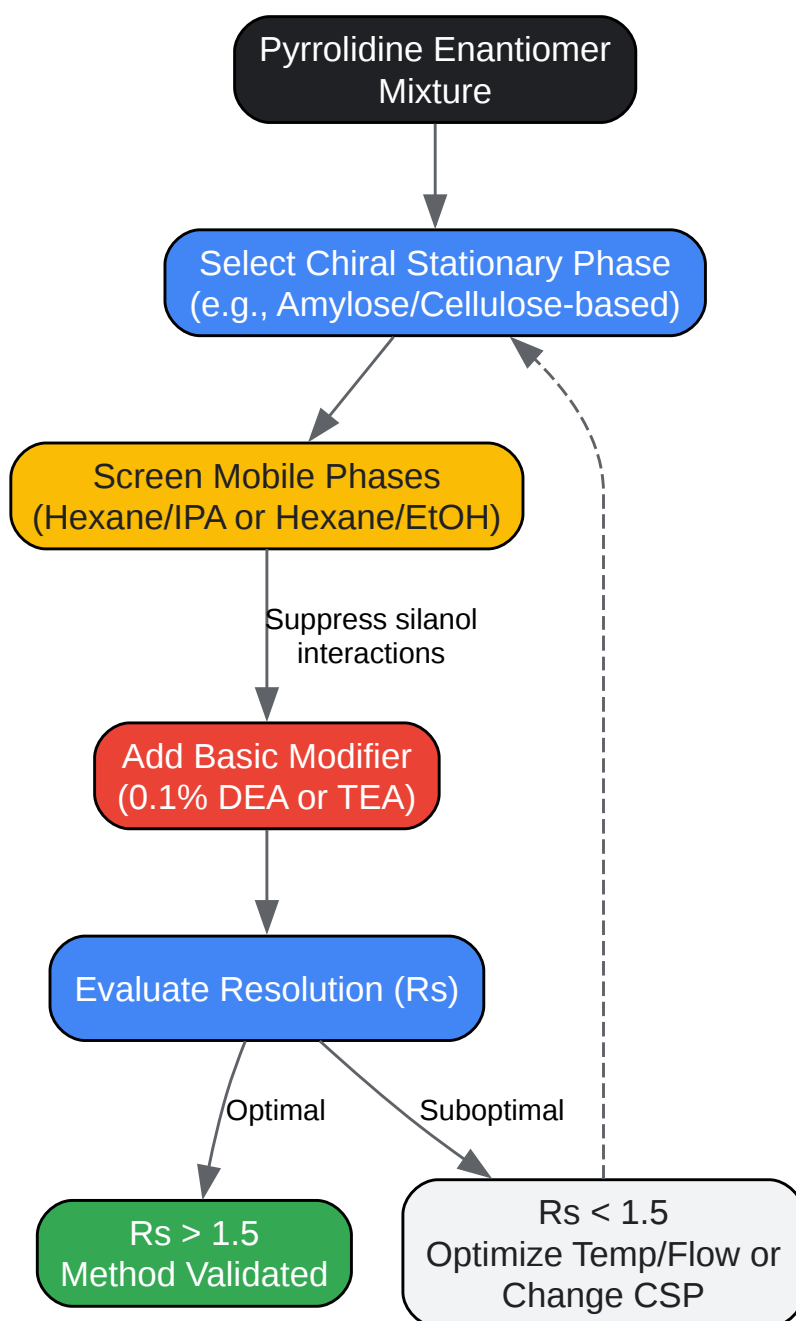 Pyrrolidine Enantiomer
Mixture
Select Chiral Stationary Phase
(e.g., Amylose/Cellulose-based)
Screen Mobile Phases
(Hexane/IPA or Hexane/EtOH)
Suppress silanol
interactions
Add Basic Modifier
(0.1% DEA or TEA)
Evaluate Resolution (Rs)
Optimal
Suboptimal
Rs > 1.5
Method Validated
Rs < 1.5
Optimize Temp/Flow or
Change CSP